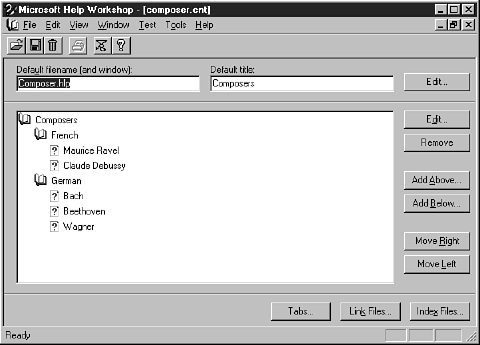 Microsoft Help Workshop - [composer.cnt]
File Edit View Window Test Tools Help
Default filename (and window): Default title:
Composer.hlp Composers Edit...
Composers Edit...
French Remove
Maurice Ravel
Claude Debussy
German Add Above...
Bach Add Below...
Beethoven
Wagner
Move Right
Move Left
Tabs... Link Files... Index Files...
Ready